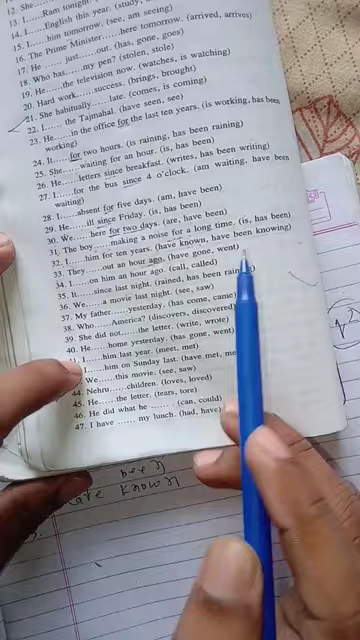 13. I......Ram tonight.
14. I......English this year. (study,
15. I......him tomorrow. (see, am seeing)
16. The Prime Minister......here tomorrow. (arrived, arrives)
17. He ......just......out. (has, gone, goes)
18. Who has......my pen? (stolen, stole)
19. He......the television now. (watches, is watching)
20. Hard work......success. (brings, brought)
21. She habitually......late. (comes, is coming)
22. I......the Tajmahal. (have seen, see)
23. He......in the office for the last ten years. (is working, has been
working)
24. It......for two hours. (is raining, has been raining)
25. She......waiting for an hour. (is, has been)
26. He......letters since breakfast. (writes, has been writing)
27. I......for the bus since 4 o'clock. (am waiting, have been
waiting)
28. I......absent for five days. (am, have been)
29. He......ill since Friday. (is, has been)
30. We......here for two days. (are, have been)
31. The boy......making a noise for a long time. (is, has been)
32. I......him for ten years. (have known, have been knowing)
33. They......out an hour ago. (have gone, went)
34. I......on him an hour ago. (call, called)
35. It......since last night. (rained, has been raining)
36. We......a movie last night. (see, saw)
37. My father......yesterday. (has come, came)
38. Who......America? (discovers, discovered)
39. She did not......the letter. (write, wrote)
40. He......home yesterday. (has gone, went)
41. I......him last year. (meet, met)
I......him on Sunday last. (have met, met
We......this movie. (see, saw)
44. Nehru......children. (loves, loved)
45. He......the letter. (tears, tore)
46. He did what he ...... (can, could)
47. I have ...... my lunch. (had, have)
been
known